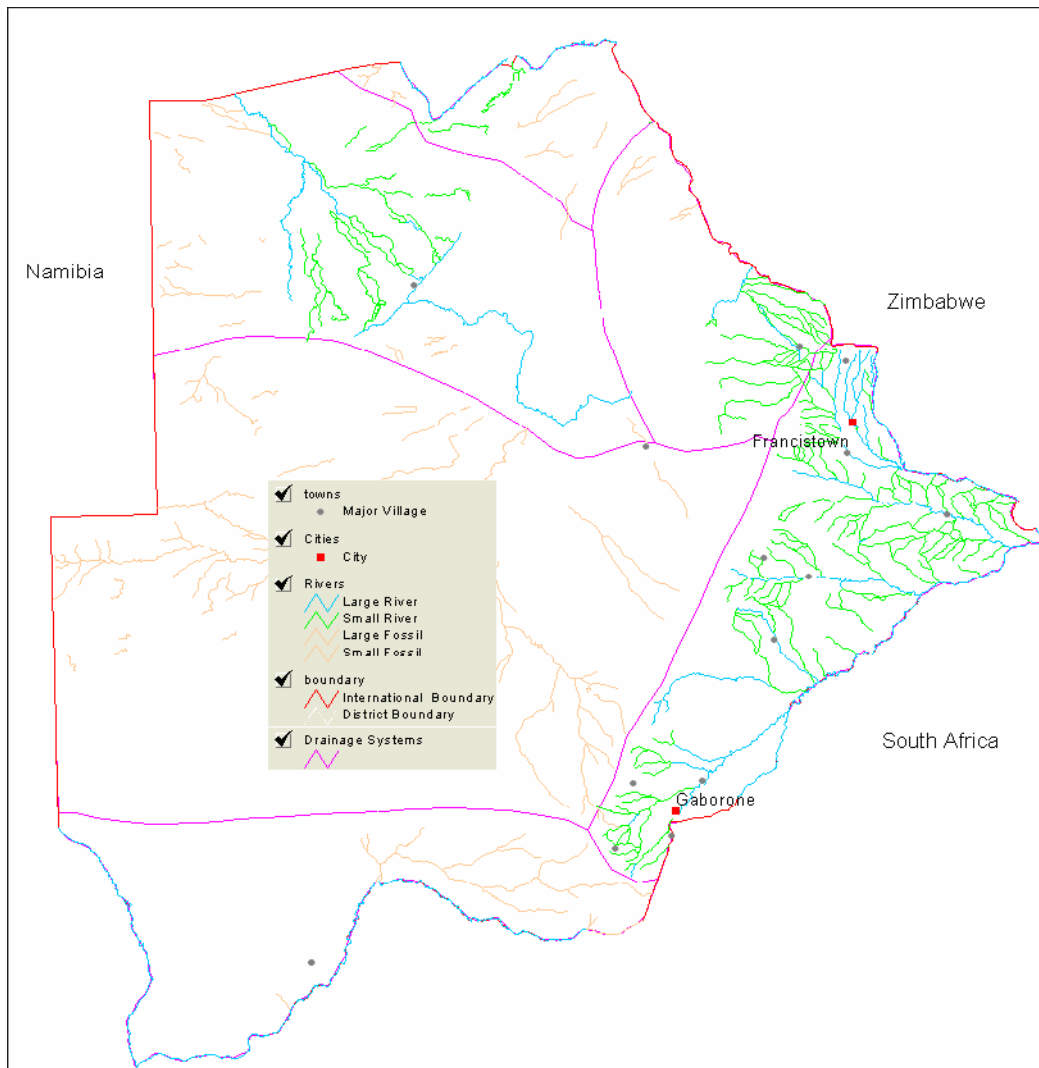 Namibia
Zimbabwe
Francistown
towns
Major Village
Cities
City
Rivers
Large River
Small River
Large Fossil
Small Fossil
boundary
International Boundary
District Boundary
Drainage Systems
South Africa
Gaborone